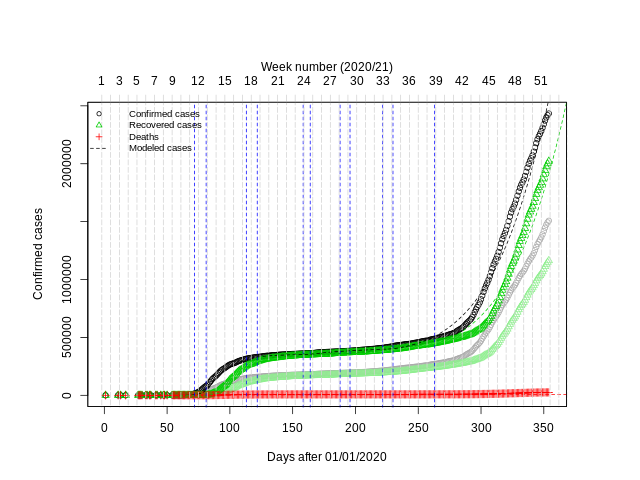 Week number (2020/21)
1 3 5 7 9 12 15 18 21 24 27 30 33 36 39 42 45 48 51
Confirmed cases
Recovered cases
Deaths
Modeled cases
Confirmed cases
0 500000 1000000 2000000
0 50 100 150 200 250 300 350
Days after 01/01/2020